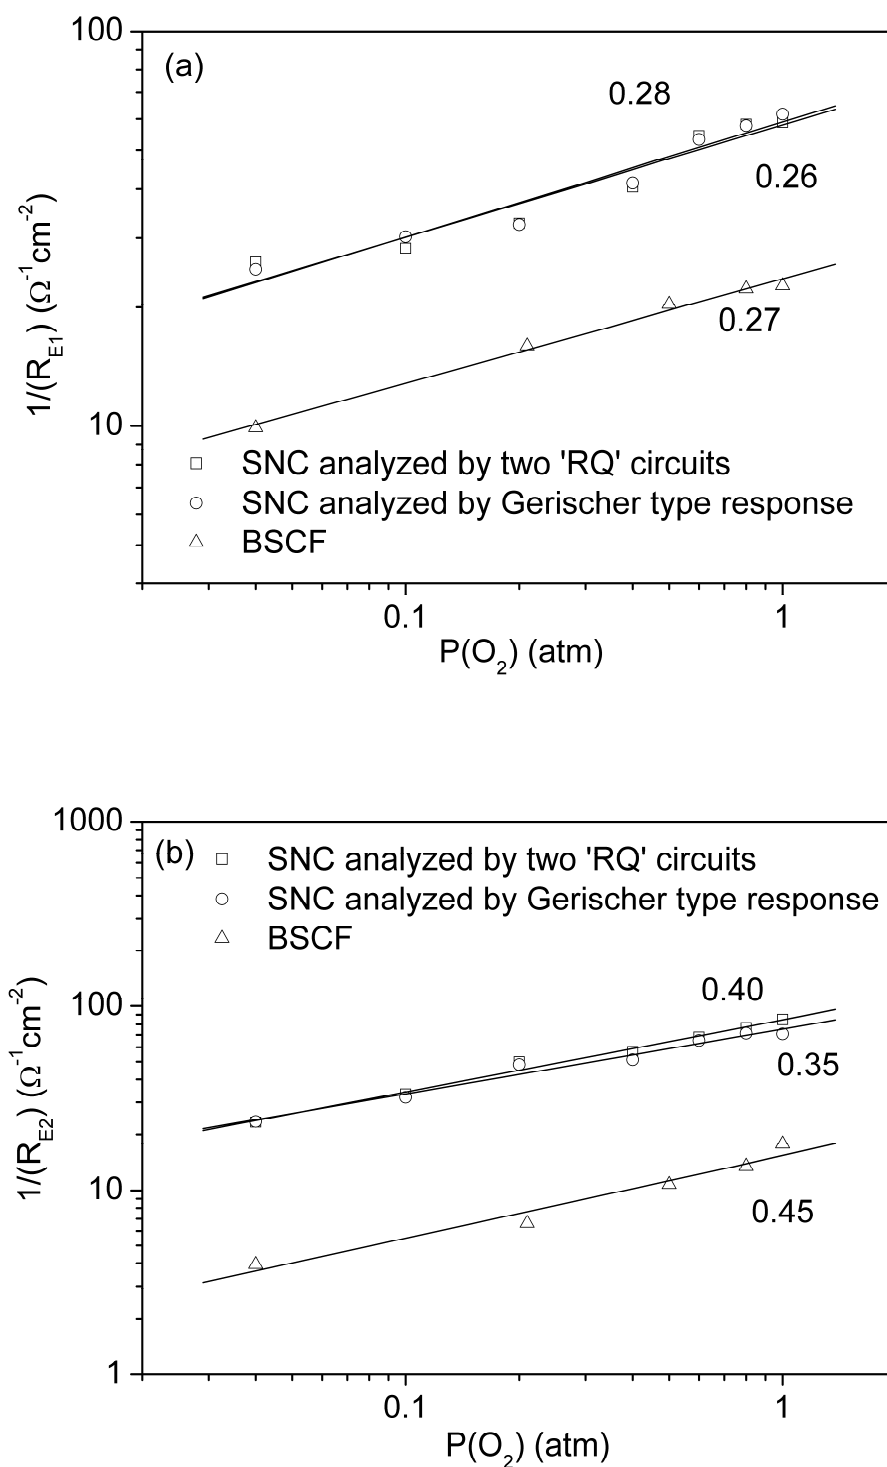 100
(a)
0.28
0.26
0.27
1/(R_E1) (Ω⁻¹cm⁻²)
10
SNC analyzed by two 'RQ' circuits
SNC analyzed by Gerischer type response
BSCF
0.1
1
P(O₂) (atm)
1000
(b)
SNC analyzed by two 'RQ' circuits
SNC analyzed by Gerischer type response
BSCF
100
0.40
0.35
1/(R_E2) (Ω⁻¹cm⁻²)
10
0.45
1
0.1
1
P(O₂) (atm)